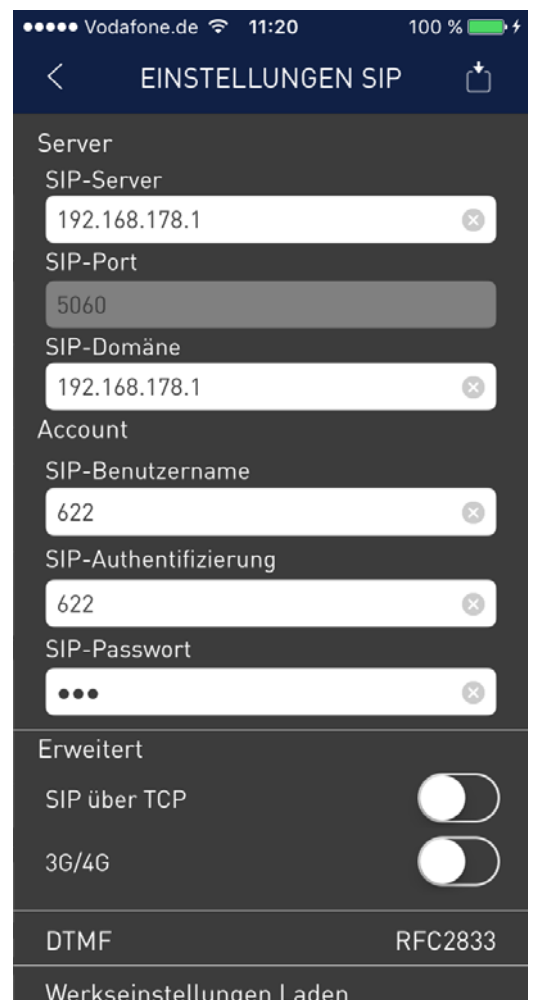 Vodafone.de 11:20 100 %
EINSTELLUNGEN SIP
Server
SIP-Server
192.168.178.1
SIP-Port
5060
SIP-Domäne
192.168.178.1
Account
SIP-Benutzername
622
SIP-Authentifizierung
622
SIP-Passwort
•••
Erweitert
SIP über TCP
3G/4G
DTMF RFC2833
Werkseinstellungen Laden